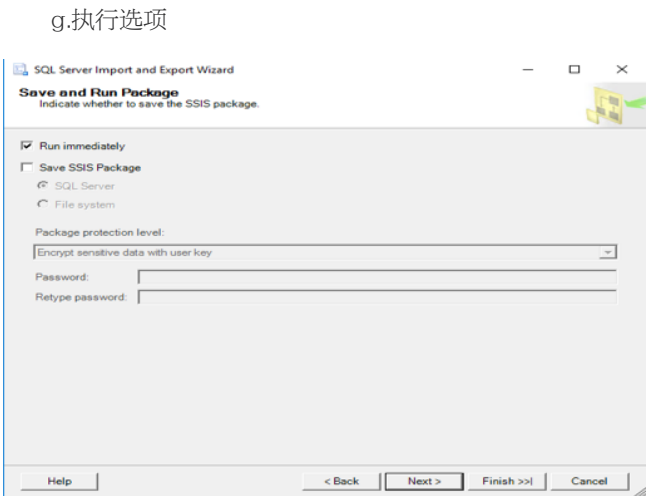 g.执行选项
SQL Server Import and Export Wizard
Save and Run Package
Indicate whether to save the SSIS package.
Run immediately
Save SSIS Package
SQL Server
File system
Package protection level:
Encrypt sensitive data with user key
Password:
Retype password:
Help
< Back
Next >
Finish >>|
Cancel